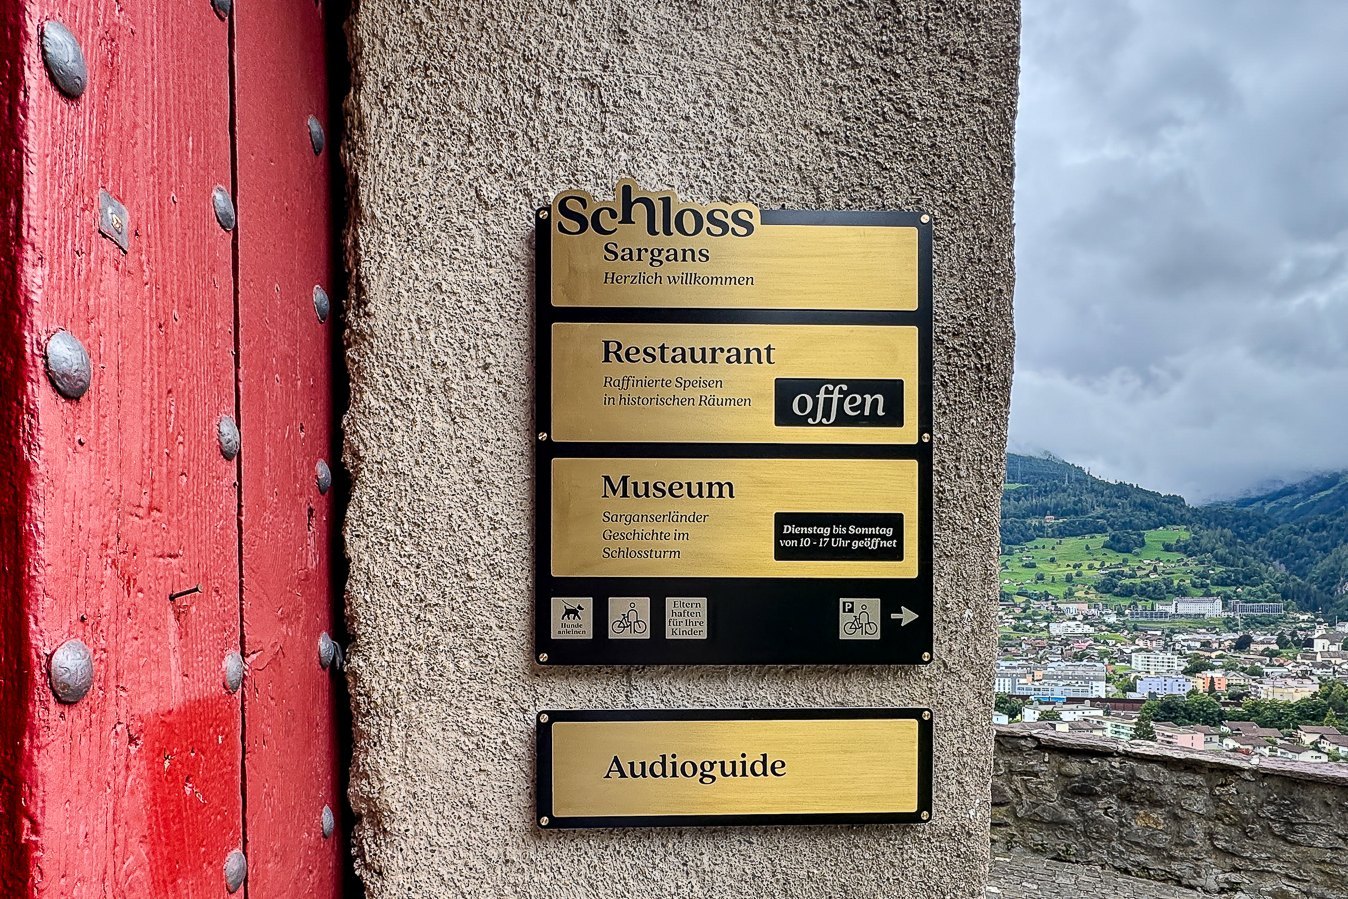 Schloss
Sargans
Herzlich willkommen
Restaurant
Raffinierte Speisen
in historischen Räumen
offen
Museum
Sarganserländer
Geschichte im
Schlossturm
Dienstag bis Sonntag
von 10 - 17 Uhr geöffnet
Hunde
anleinen
Eltern
haften
für Ihre
Kinder
P
Audioguide